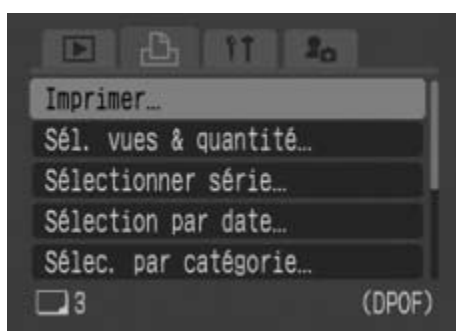 Imprimer…
Sél. vues & quantité…
Sélectionner série…
Sélection par date…
Sélec. par catégorie…
3 (DPOF)